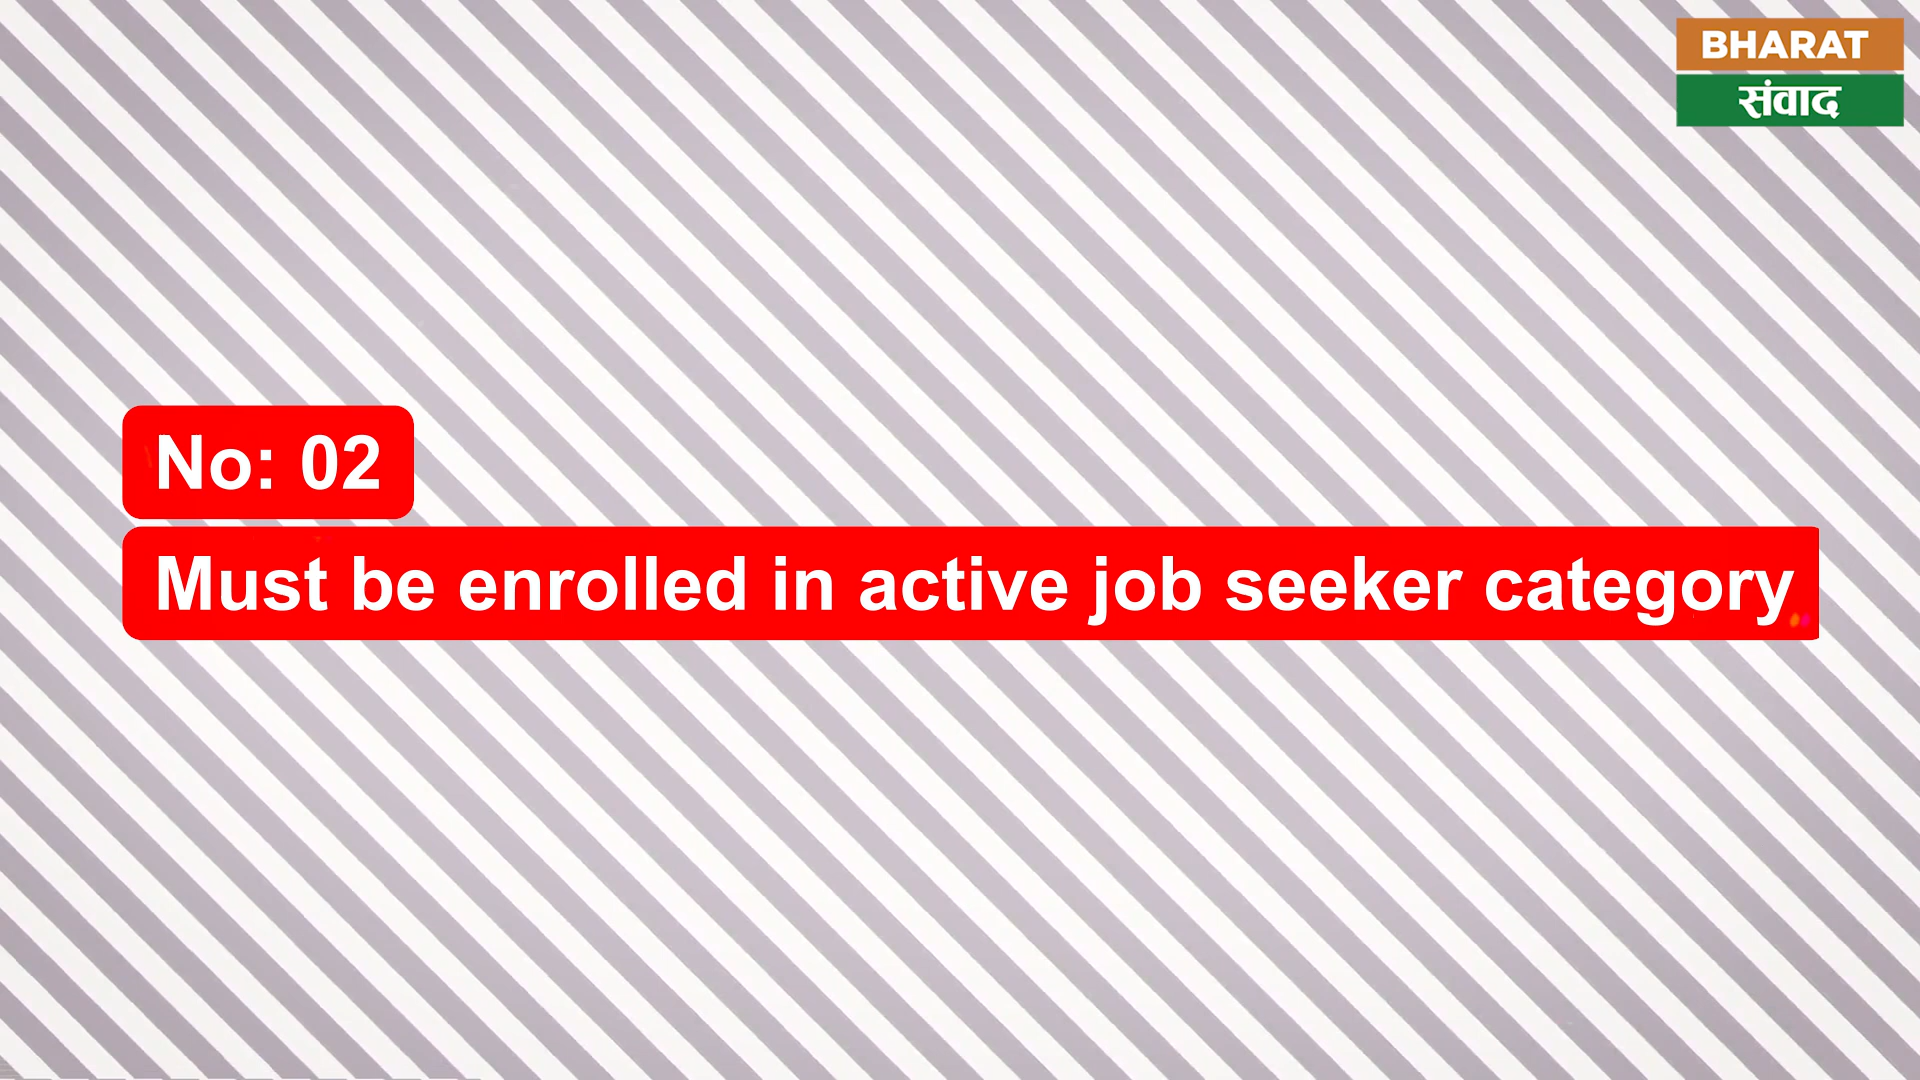 BHARAT
संवाद
No: 02
Must be enrolled in active job seeker category